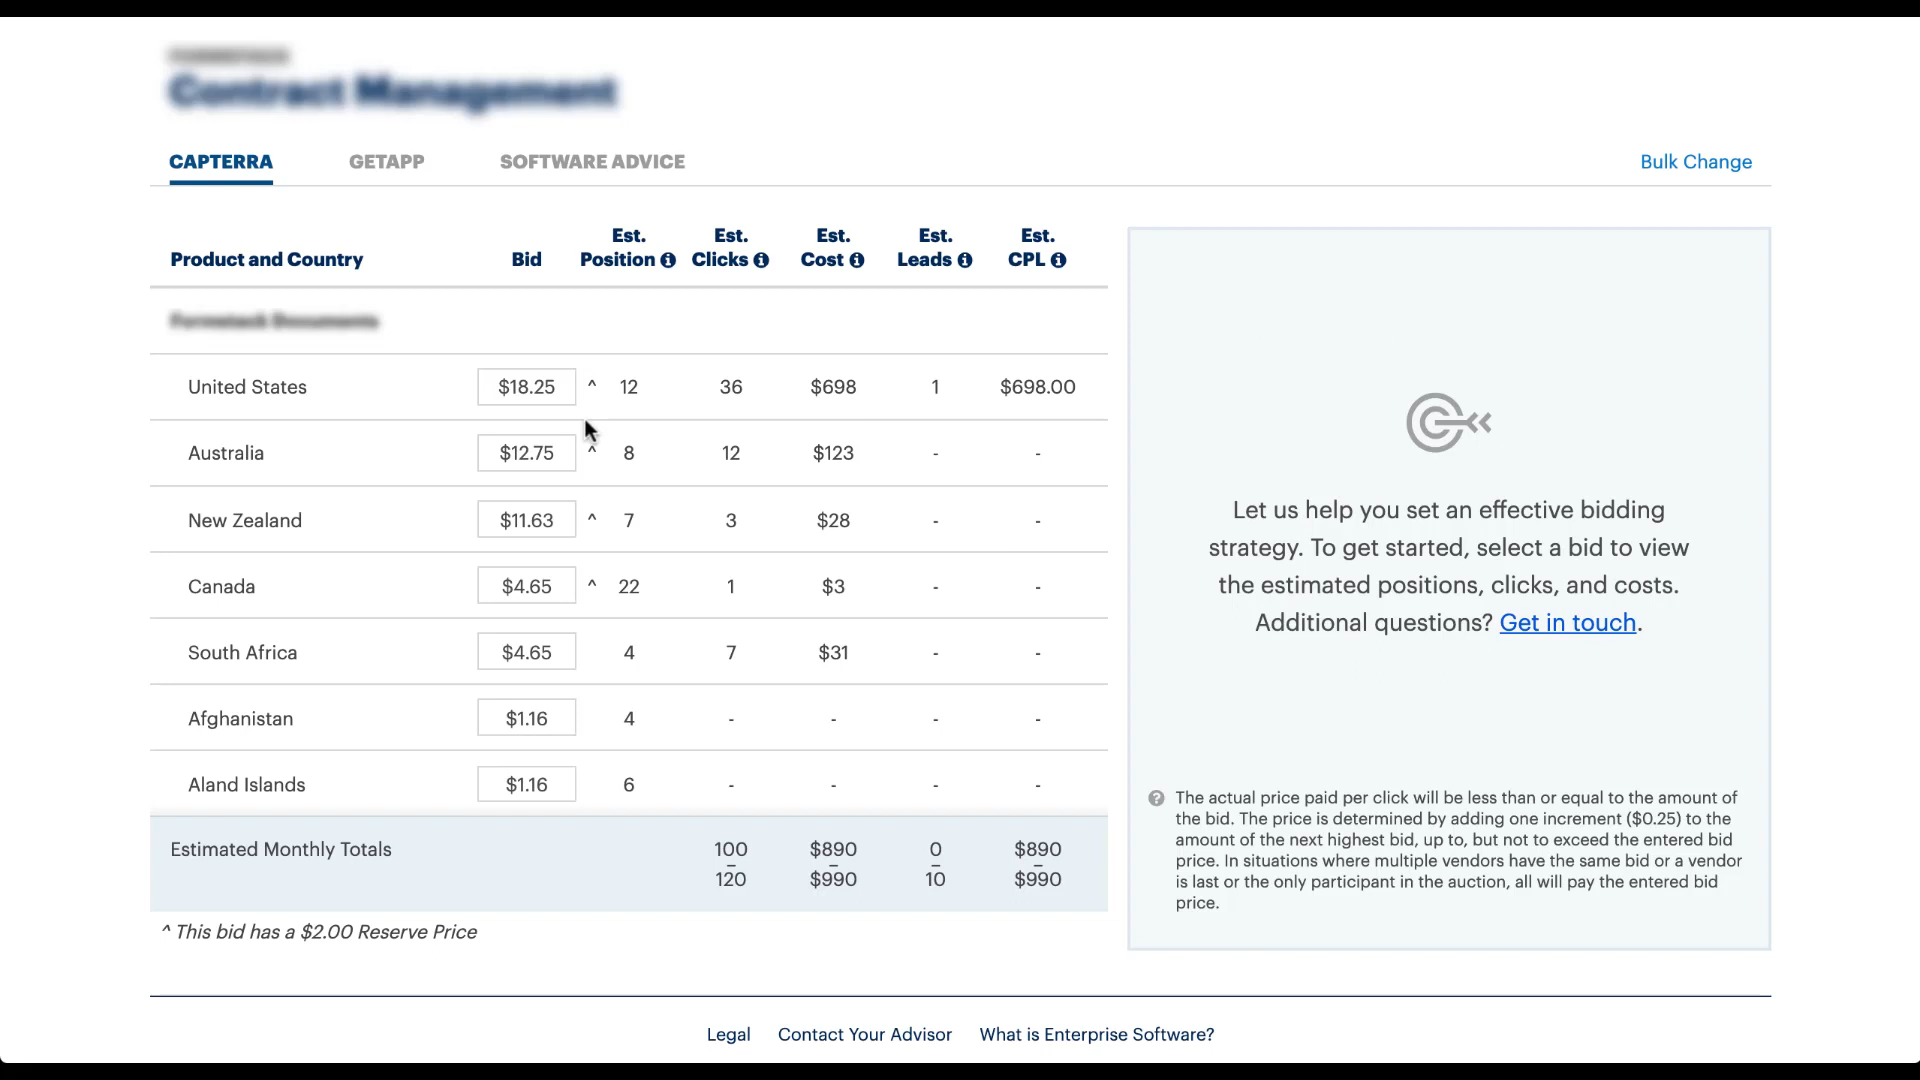 Contract Management
CAPTERRA GETAPP SOFTWARE ADVICE Bulk Change
Product and Country Bid Est. Position Est. Clicks Est. Cost Est. Leads Est. CPL
United States $18.25 ^ 12 36 $698 1 $698.00
Australia $12.75 ^ 8 12 $123 - -
New Zealand $11.63 ^ 7 3 $28 - -
Canada $4.65 ^ 22 1 $3 - -
South Africa $4.65 4 7 $31 - -
Afghanistan $1.16 4 - - - -
Aland Islands $1.16 6 - - - -
Estimated Monthly Totals 100 – 120 $890 – $990 0 – 10 $890 – $990
^ This bid has a $2.00 Reserve Price
Let us help you set an effective bidding
strategy. To get started, select a bid to view
the estimated positions, clicks, and costs.
Additional questions? Get in touch.
The actual price paid per click will be less than or equal to the amount of
the bid. The price is determined by adding one increment ($0.25) to the
amount of the next highest bid, up to, but not to exceed the entered bid
price. In situations where multiple vendors have the same bid or a vendor
is last or the only participant in the auction, all will pay the entered bid
price.
Legal Contact Your Advisor What is Enterprise Software?